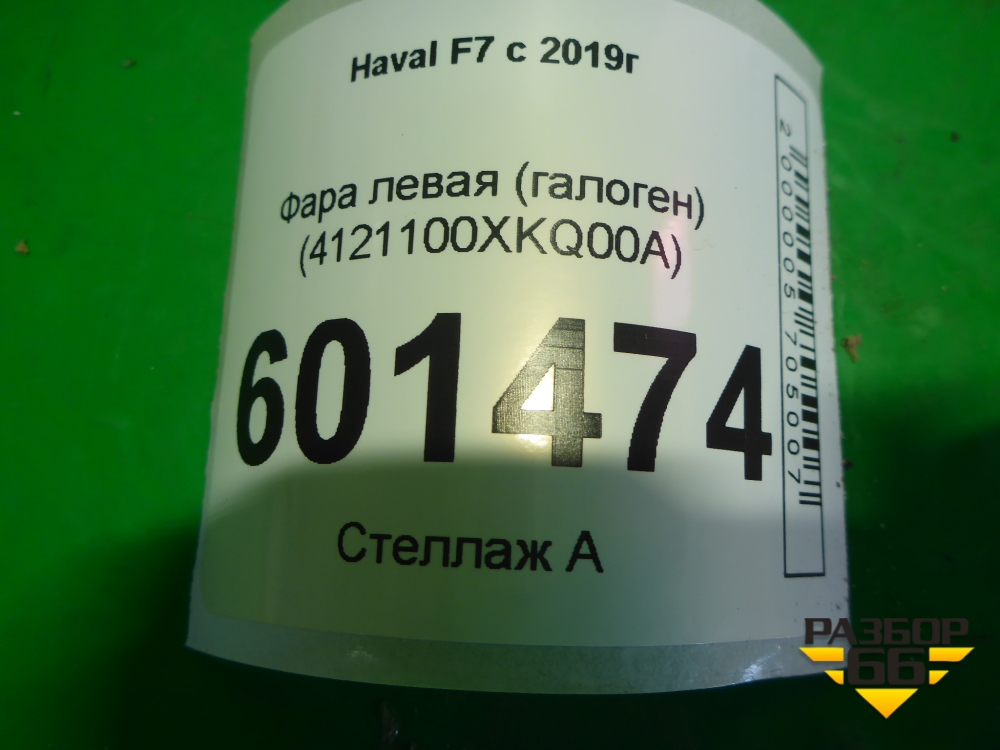 Haval F7 с 2019г
Фара левая (галоген)
(4121100XKQ00A)
601474
Стеллаж А
2000005705007
РАЗБОР
66